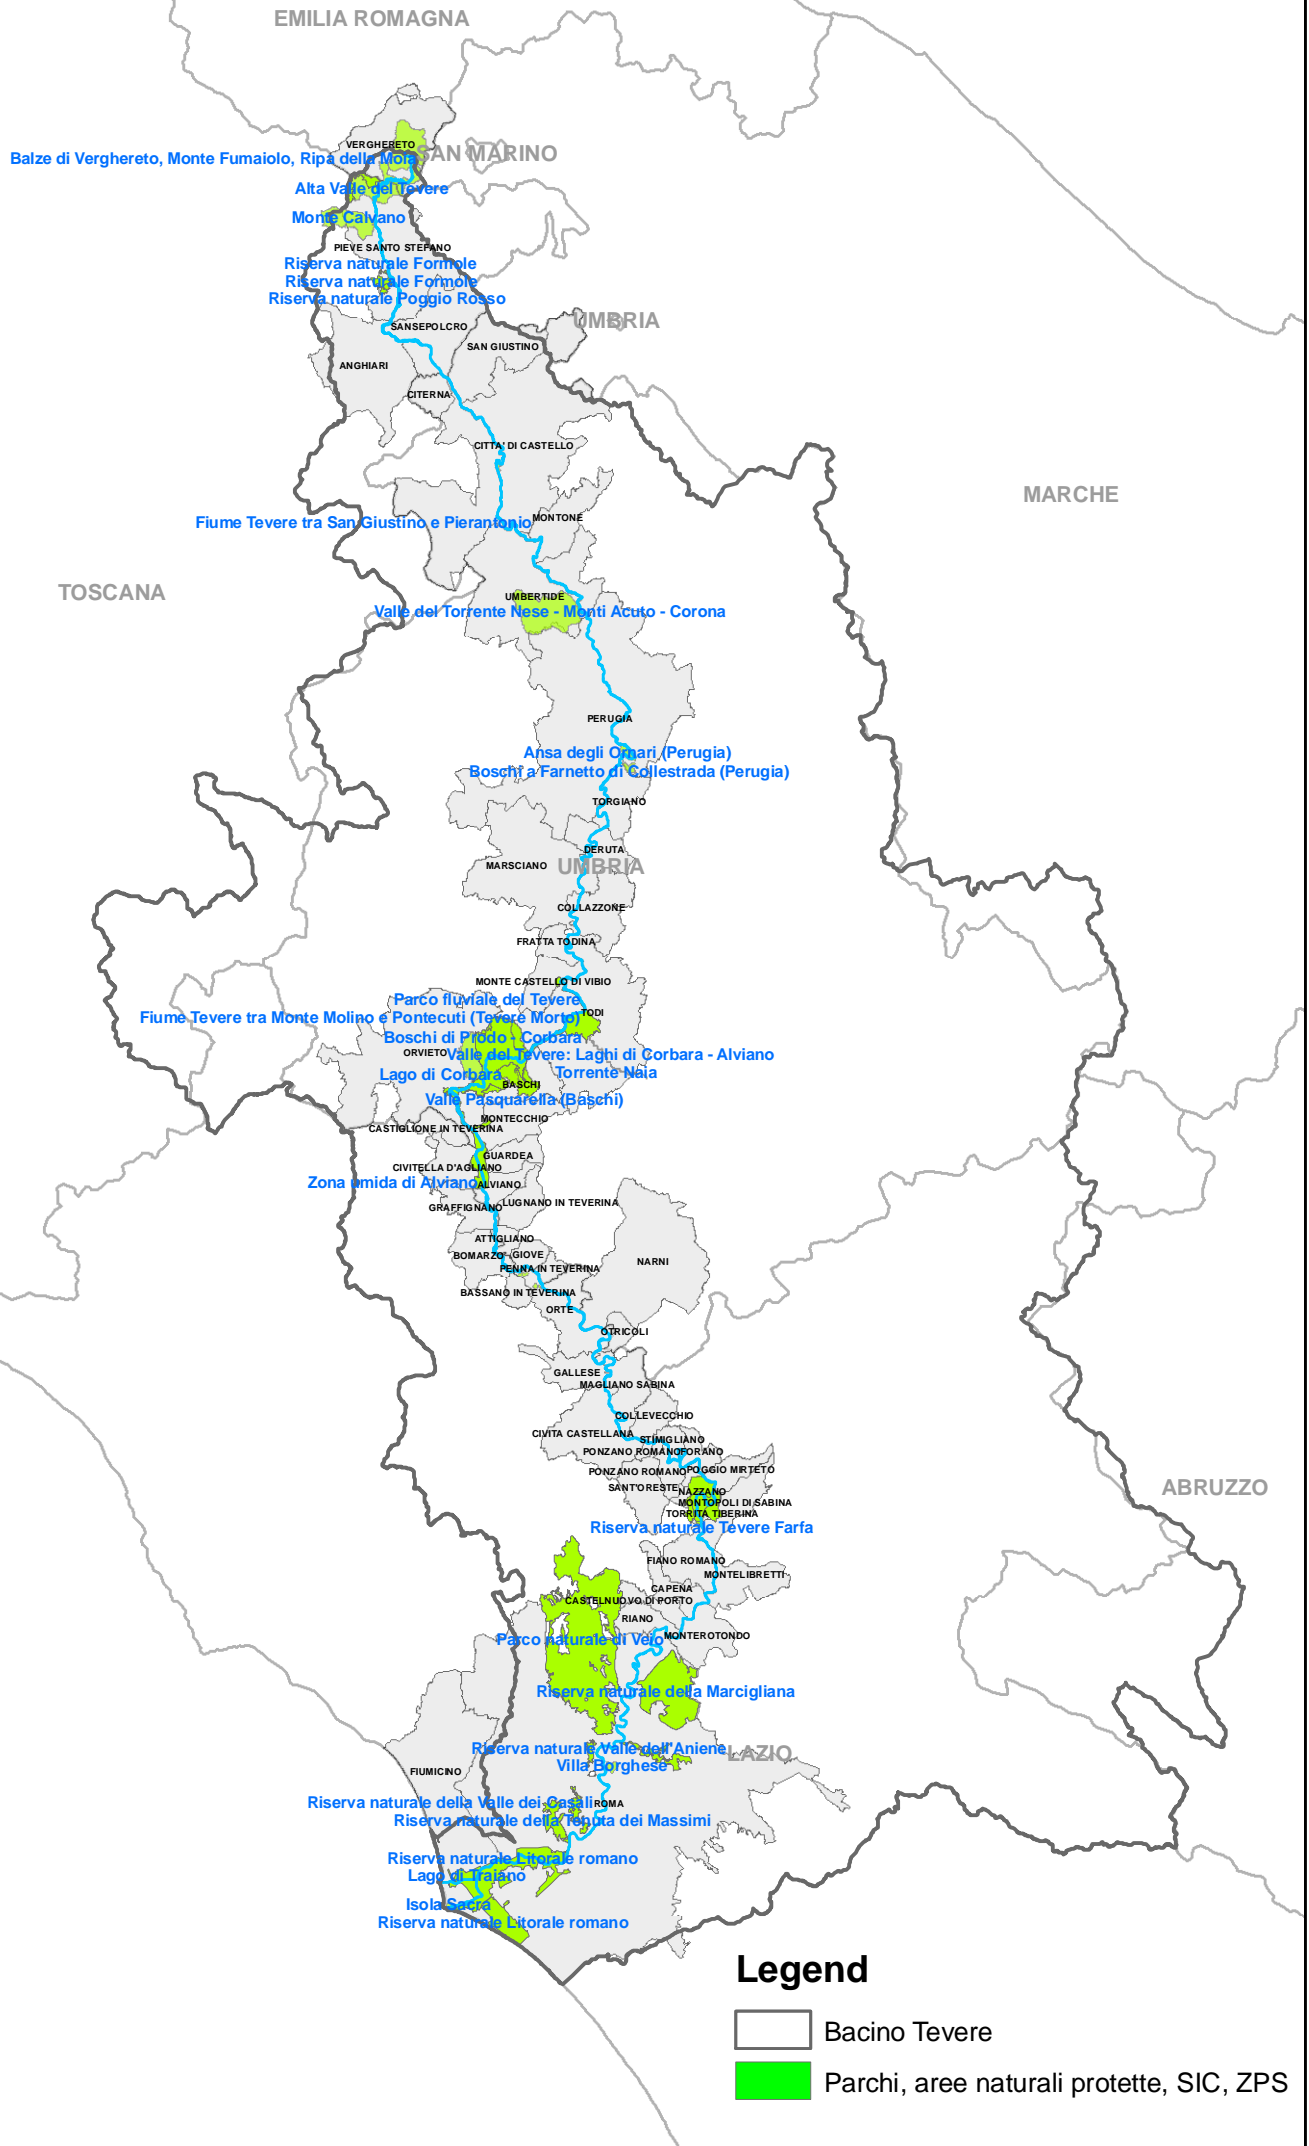 EMILIA ROMAGNA
VERGHERETO
SAN MARINO
Balze di Verghereto, Monte Fumaiolo, Ripa della Moia
Alta Valle del Tevere
Monte Calvano
PIEVE SANTO STEFANO
Riserva naturale Formole
Riserva naturale Formole
Riserva naturale Poggio Rosso
UMBRIA
SANSEPOLCRO
SAN GIUSTINO
ANGHIARI
CITERNA
CITTA' DI CASTELLO
MARCHE
MONTONE
Fiume Tevere tra San Giustino e Pierantonio
TOSCANA
UMBERTIDE
Valle del Torrente Nese - Monti Acuto - Corona
PERUGIA
Ansa degli Ornari (Perugia)
Boschi a Farnetto di Collestrada (Perugia)
TORGIANO
DERUTA
MARSCIANO
UMBRIA
COLLAZZONE
FRATTA TODINA
MONTE CASTELLO DI VIBIO
Parco fluviale del Tevere
TODI
Fiume Tevere tra Monte Molino e Pontecuti (Tevere Morto)
Boschi di Prodo - Corbara
ORVIETO
Valle del Tevere: Laghi di Corbara - Alviano
Lago di Corbara
Torrente Naia
BASCHI
Valle Pasquarella (Baschi)
MONTECCHIO
CASTIGLIONE IN TEVERINA
GUARDEA
CIVITELLA D'AGLIANO
Zona umida di Alviano
ALVIANO
LUGNANO IN TEVERINA
GRAFFIGNANO
ATTIGLIANO
BOMARZO
GIOVE
NARNI
PENNA IN TEVERINA
BASSANO IN TEVERINA
ORTE
OTRICOLI
GALLESE
MAGLIANO SABINA
COLLEVECCHIO
CIVITA CASTELLANA
STIMIGLIANO
PONZANO ROMANO
FORANO
PONZANO ROMANO
POGGIO MIRTETO
SANT'ORESTE
NAZZANO
ABRUZZO
MONTOPOLI DI SABINA
TORRITA TIBERINA
Riserva naturale Tevere Farfa
FIANO ROMANO
MONTELIBRETTI
CAPENA
CASTELNUOVO DI PORTO
RIANO
MONTEROTONDO
Parco naturale di Veio
Riserva naturale della Marcigliana
Riserva naturale Valle dell'Aniene
LAZIO
Villa Borghese
FIUMICINO
Riserva naturale della Valle dei Casali
ROMA
Riserva naturale della Tenuta dei Massimi
Riserva naturale Litorale romano
Lago di Traiano
Isola Sacra
Riserva naturale Litorale romano
Legend
Bacino Tevere
Parchi, aree naturali protette, SIC, ZPS